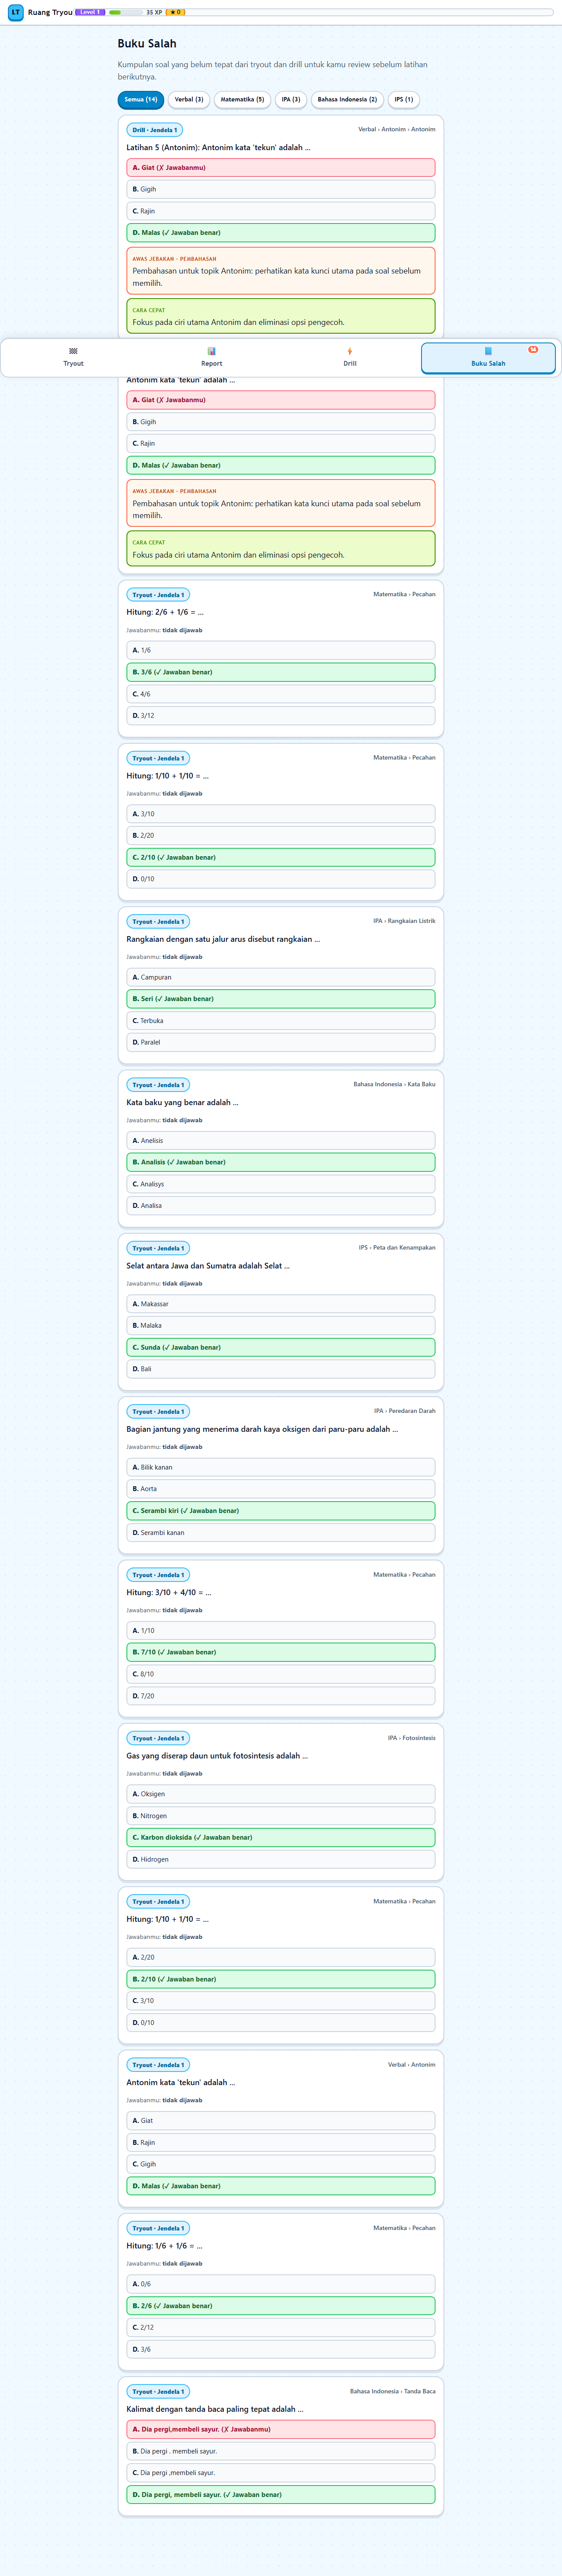 LT Ruang Tryou Level 1 35 XP ★ 0
Buku Salah
Kumpulan soal yang belum tepat dari tryout dan drill untuk kamu review sebelum latihan
berikutnya.
Semua (14) Verbal (3) Matematika (5) IPA (3) Bahasa Indonesia (2) IPS (1)
Drill · Jendela 1 Verbal › Antonim › Antonim
Latihan 5 (Antonim): Antonim kata 'tekun' adalah ...
A. Giat (✗ Jawabanmu)
B. Gigih
C. Rajin
D. Malas (✓ Jawaban benar)
AWAS JEBAKAN - PEMBAHASAN
Pembahasan untuk topik Antonim: perhatikan kata kunci utama pada soal sebelum
memilih.
CARA CEPAT
Fokus pada ciri utama Antonim dan eliminasi opsi pengecoh.
Tryout Report Drill Buku Salah 14
Antonim kata 'tekun' adalah ...
A. Giat (✗ Jawabanmu)
B. Gigih
C. Rajin
D. Malas (✓ Jawaban benar)
AWAS JEBAKAN - PEMBAHASAN
Pembahasan untuk topik Antonim: perhatikan kata kunci utama pada soal sebelum
memilih.
CARA CEPAT
Fokus pada ciri utama Antonim dan eliminasi opsi pengecoh.
Tryout · Jendela 1 Matematika › Pecahan
Hitung: 2/6 + 1/6 = ...
Jawabanmu: tidak dijawab
A. 1/6
B. 3/6 (✓ Jawaban benar)
C. 4/6
D. 3/12
Tryout · Jendela 1 Matematika › Pecahan
Hitung: 1/10 + 1/10 = ...
Jawabanmu: tidak dijawab
A. 3/10
B. 2/20
C. 2/10 (✓ Jawaban benar)
D. 0/10
Tryout · Jendela 1 IPA › Rangkaian Listrik
Rangkaian dengan satu jalur arus disebut rangkaian ...
Jawabanmu: tidak dijawab
A. Campuran
B. Seri (✓ Jawaban benar)
C. Terbuka
D. Paralel
Tryout · Jendela 1 Bahasa Indonesia › Kata Baku
Kata baku yang benar adalah ...
Jawabanmu: tidak dijawab
A. Anelisis
B. Analisis (✓ Jawaban benar)
C. Analisys
D. Analisa
Tryout · Jendela 1 IPS › Peta dan Kenampakan
Selat antara Jawa dan Sumatra adalah Selat ...
Jawabanmu: tidak dijawab
A. Makassar
B. Malaka
C. Sunda (✓ Jawaban benar)
D. Bali
Tryout · Jendela 1 IPA › Peredaran Darah
Bagian jantung yang menerima darah kaya oksigen dari paru-paru adalah ...
Jawabanmu: tidak dijawab
A. Bilik kanan
B. Aorta
C. Serambi kiri (✓ Jawaban benar)
D. Serambi kanan
Tryout · Jendela 1 Matematika › Pecahan
Hitung: 3/10 + 4/10 = ...
Jawabanmu: tidak dijawab
A. 1/10
B. 7/10 (✓ Jawaban benar)
C. 8/10
D. 7/20
Tryout · Jendela 1 IPA › Fotosintesis
Gas yang diserap daun untuk fotosintesis adalah ...
Jawabanmu: tidak dijawab
A. Oksigen
B. Nitrogen
C. Karbon dioksida (✓ Jawaban benar)
D. Hidrogen
Tryout · Jendela 1 Matematika › Pecahan
Hitung: 1/10 + 1/10 = ...
Jawabanmu: tidak dijawab
A. 2/20
B. 2/10 (✓ Jawaban benar)
C. 3/10
D. 0/10
Tryout · Jendela 1 Verbal › Antonim
Antonim kata 'tekun' adalah ...
Jawabanmu: tidak dijawab
A. Giat
B. Rajin
C. Gigih
D. Malas (✓ Jawaban benar)
Tryout · Jendela 1 Matematika › Pecahan
Hitung: 1/6 + 1/6 = ...
Jawabanmu: tidak dijawab
A. 0/6
B. 2/6 (✓ Jawaban benar)
C. 2/12
D. 3/6
Tryout · Jendela 1 Bahasa Indonesia › Tanda Baca
Kalimat dengan tanda baca paling tepat adalah ...
A. Dia pergi,membeli sayur. (✗ Jawabanmu)
B. Dia pergi . membeli sayur.
C. Dia pergi ,membeli sayur.
D. Dia pergi, membeli sayur. (✓ Jawaban benar)